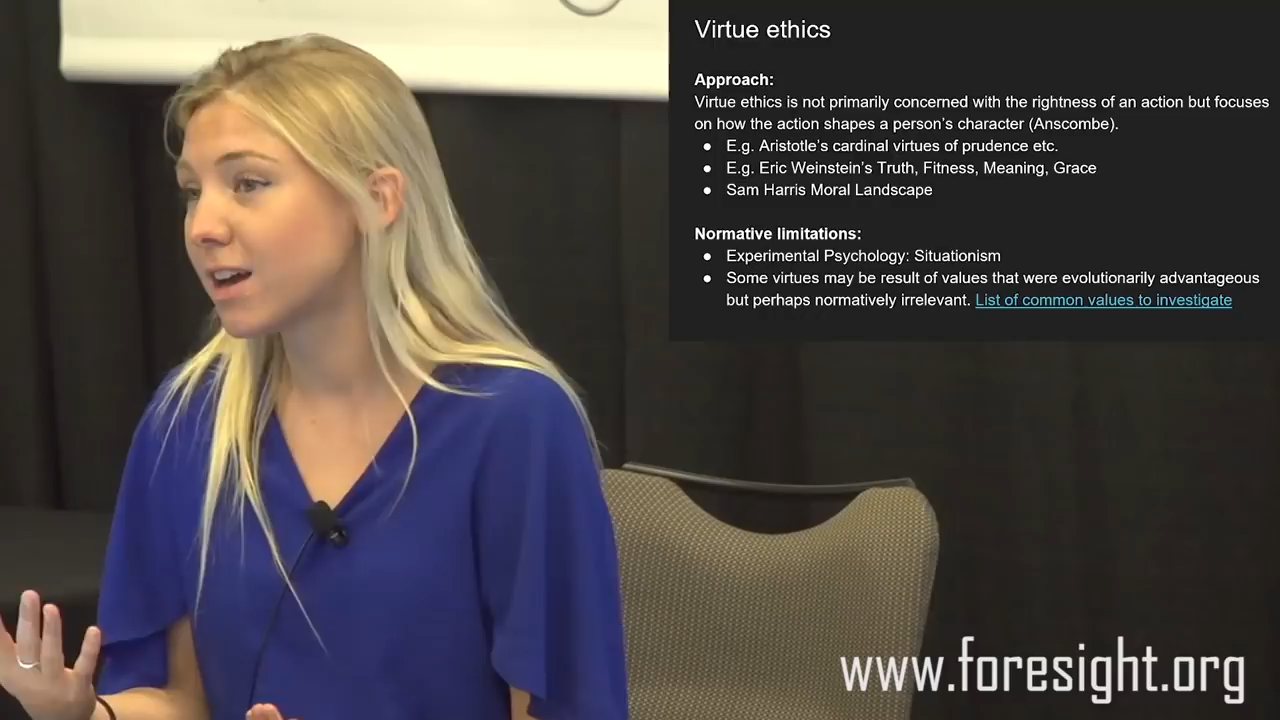 Virtue ethics
Approach:
Virtue ethics is not primarily concerned with the rightness of an action but focuses
on how the action shapes a person's character (Anscombe).
● E.g. Aristotle's cardinal virtues of prudence etc.
● E.g. Eric Weinstein's Truth, Fitness, Meaning, Grace
● Sam Harris Moral Landscape
Normative limitations:
● Experimental Psychology: Situationism
● Some virtues may be result of values that were evolutionarily advantageous
but perhaps normatively irrelevant. List of common values to investigate
www.foresight.org